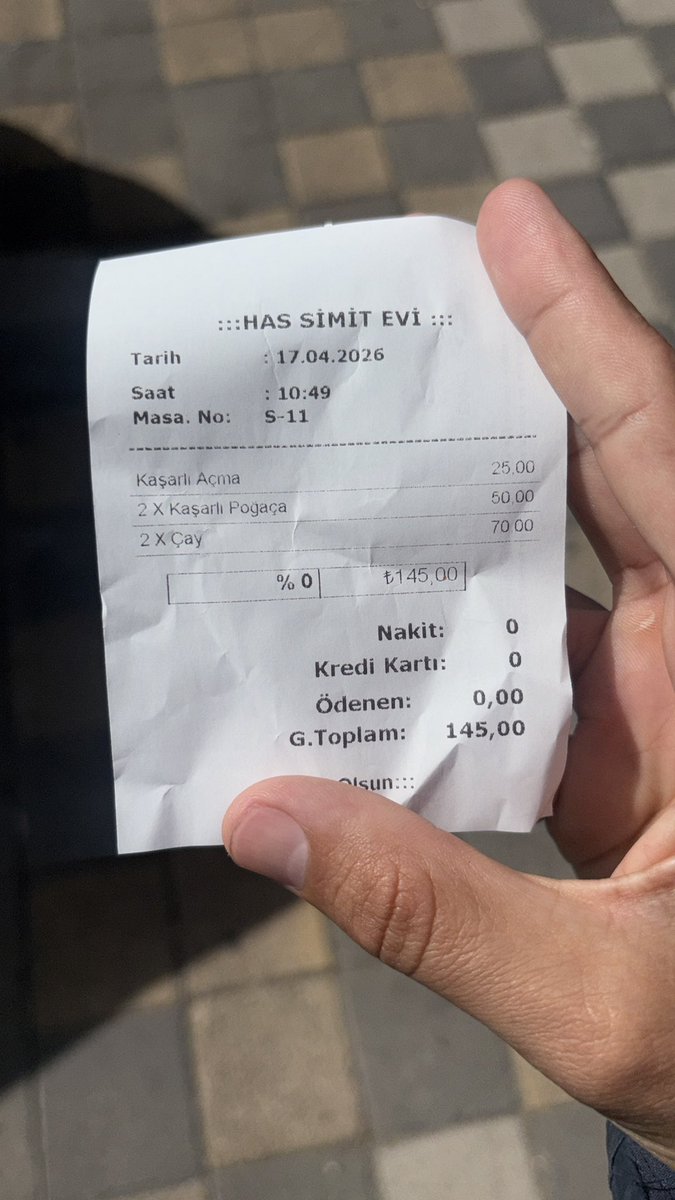 :::HAS SİMİT EVİ :::
Tarih : 17.04.2026
Saat : 10:49
Masa. No: S-11
Kaşarlı Açma 25,00
2 X Kaşarlı Poğaça 50,00
2 X Çay 70,00
% 0 ₺145,00
Nakit: 0
Kredi Kartı: 0
Ödenen: 0,00
G.Toplam: 145,00
Olsun:::